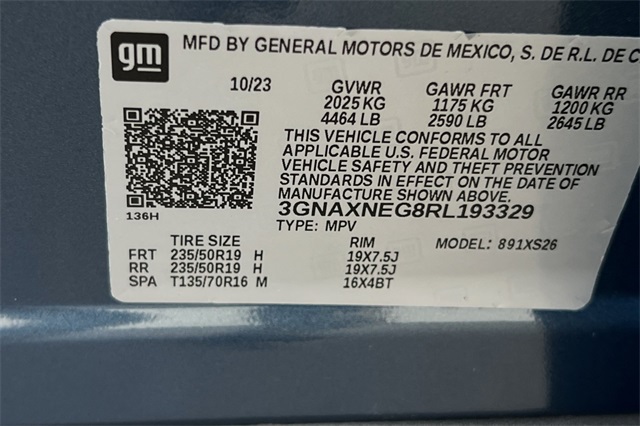 gm
MFD BY GENERAL MOTORS DE MEXICO, S. DE R.L. DE C
10/23 GVWR GAWR FRT GAWR RR
2025 KG 1175 KG 1200 KG
4464 LB 2590 LB 2645 LB
THIS VEHICLE CONFORMS TO ALL
APPLICABLE U.S. FEDERAL MOTOR
VEHICLE SAFETY AND THEFT PREVENTION
STANDARDS IN EFFECT ON THE DATE OF
MANUFACTURE SHOWN ABOVE.
136H
3GNAXNEG8RL193329
TYPE: MPV
TIRE SIZE RIM MODEL: 891XS26
FRT 235/50R19 H 19X7.5J
RR 235/50R19 H 19X7.5J
SPA T135/70R16 M 16X4BT